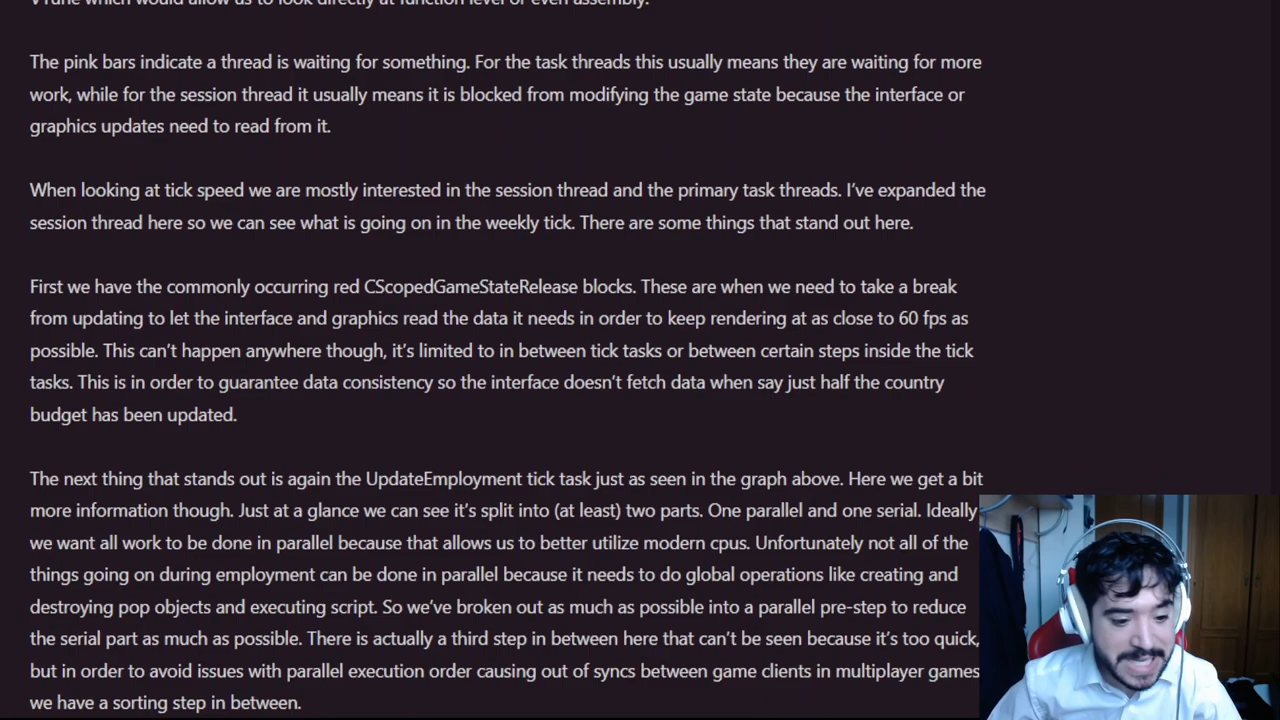 VTune which would allow us to look directly at function level or even assembly.
The pink bars indicate a thread is waiting for something. For the task threads this usually means they are waiting for more
work, while for the session thread it usually means it is blocked from modifying the game state because the interface or
graphics updates need to read from it.
When looking at tick speed we are mostly interested in the session thread and the primary task threads. I’ve expanded the
session thread here so we can see what is going on in the weekly tick. There are some things that stand out here.
First we have the commonly occurring red CScopedGameStateRelease blocks. These are when we need to take a break
from updating to let the interface and graphics read the data it needs in order to keep rendering at as close to 60 fps as
possible. This can’t happen anywhere though, it’s limited to in between tick tasks or between certain steps inside the tick
tasks. This is in order to guarantee data consistency so the interface doesn’t fetch data when say just half the country
budget has been updated.
The next thing that stands out is again the UpdateEmployment tick task just as seen in the graph above. Here we get a bit
more information though. Just at a glance we can see it’s split into (at least) two parts. One parallel and one serial. Ideally
we want all work to be done in parallel because that allows us to better utilize modern cpus. Unfortunately not all of the
things going on during employment can be done in parallel because it needs to do global operations like creating and
destroying pop objects and executing script. So we’ve broken out as much as possible into a parallel pre-step to reduce
the serial part as much as possible. There is actually a third step in between here that can’t be seen because it’s too quick,
but in order to avoid issues with parallel execution order causing out of syncs between game clients in multiplayer games
we have a sorting step in between.